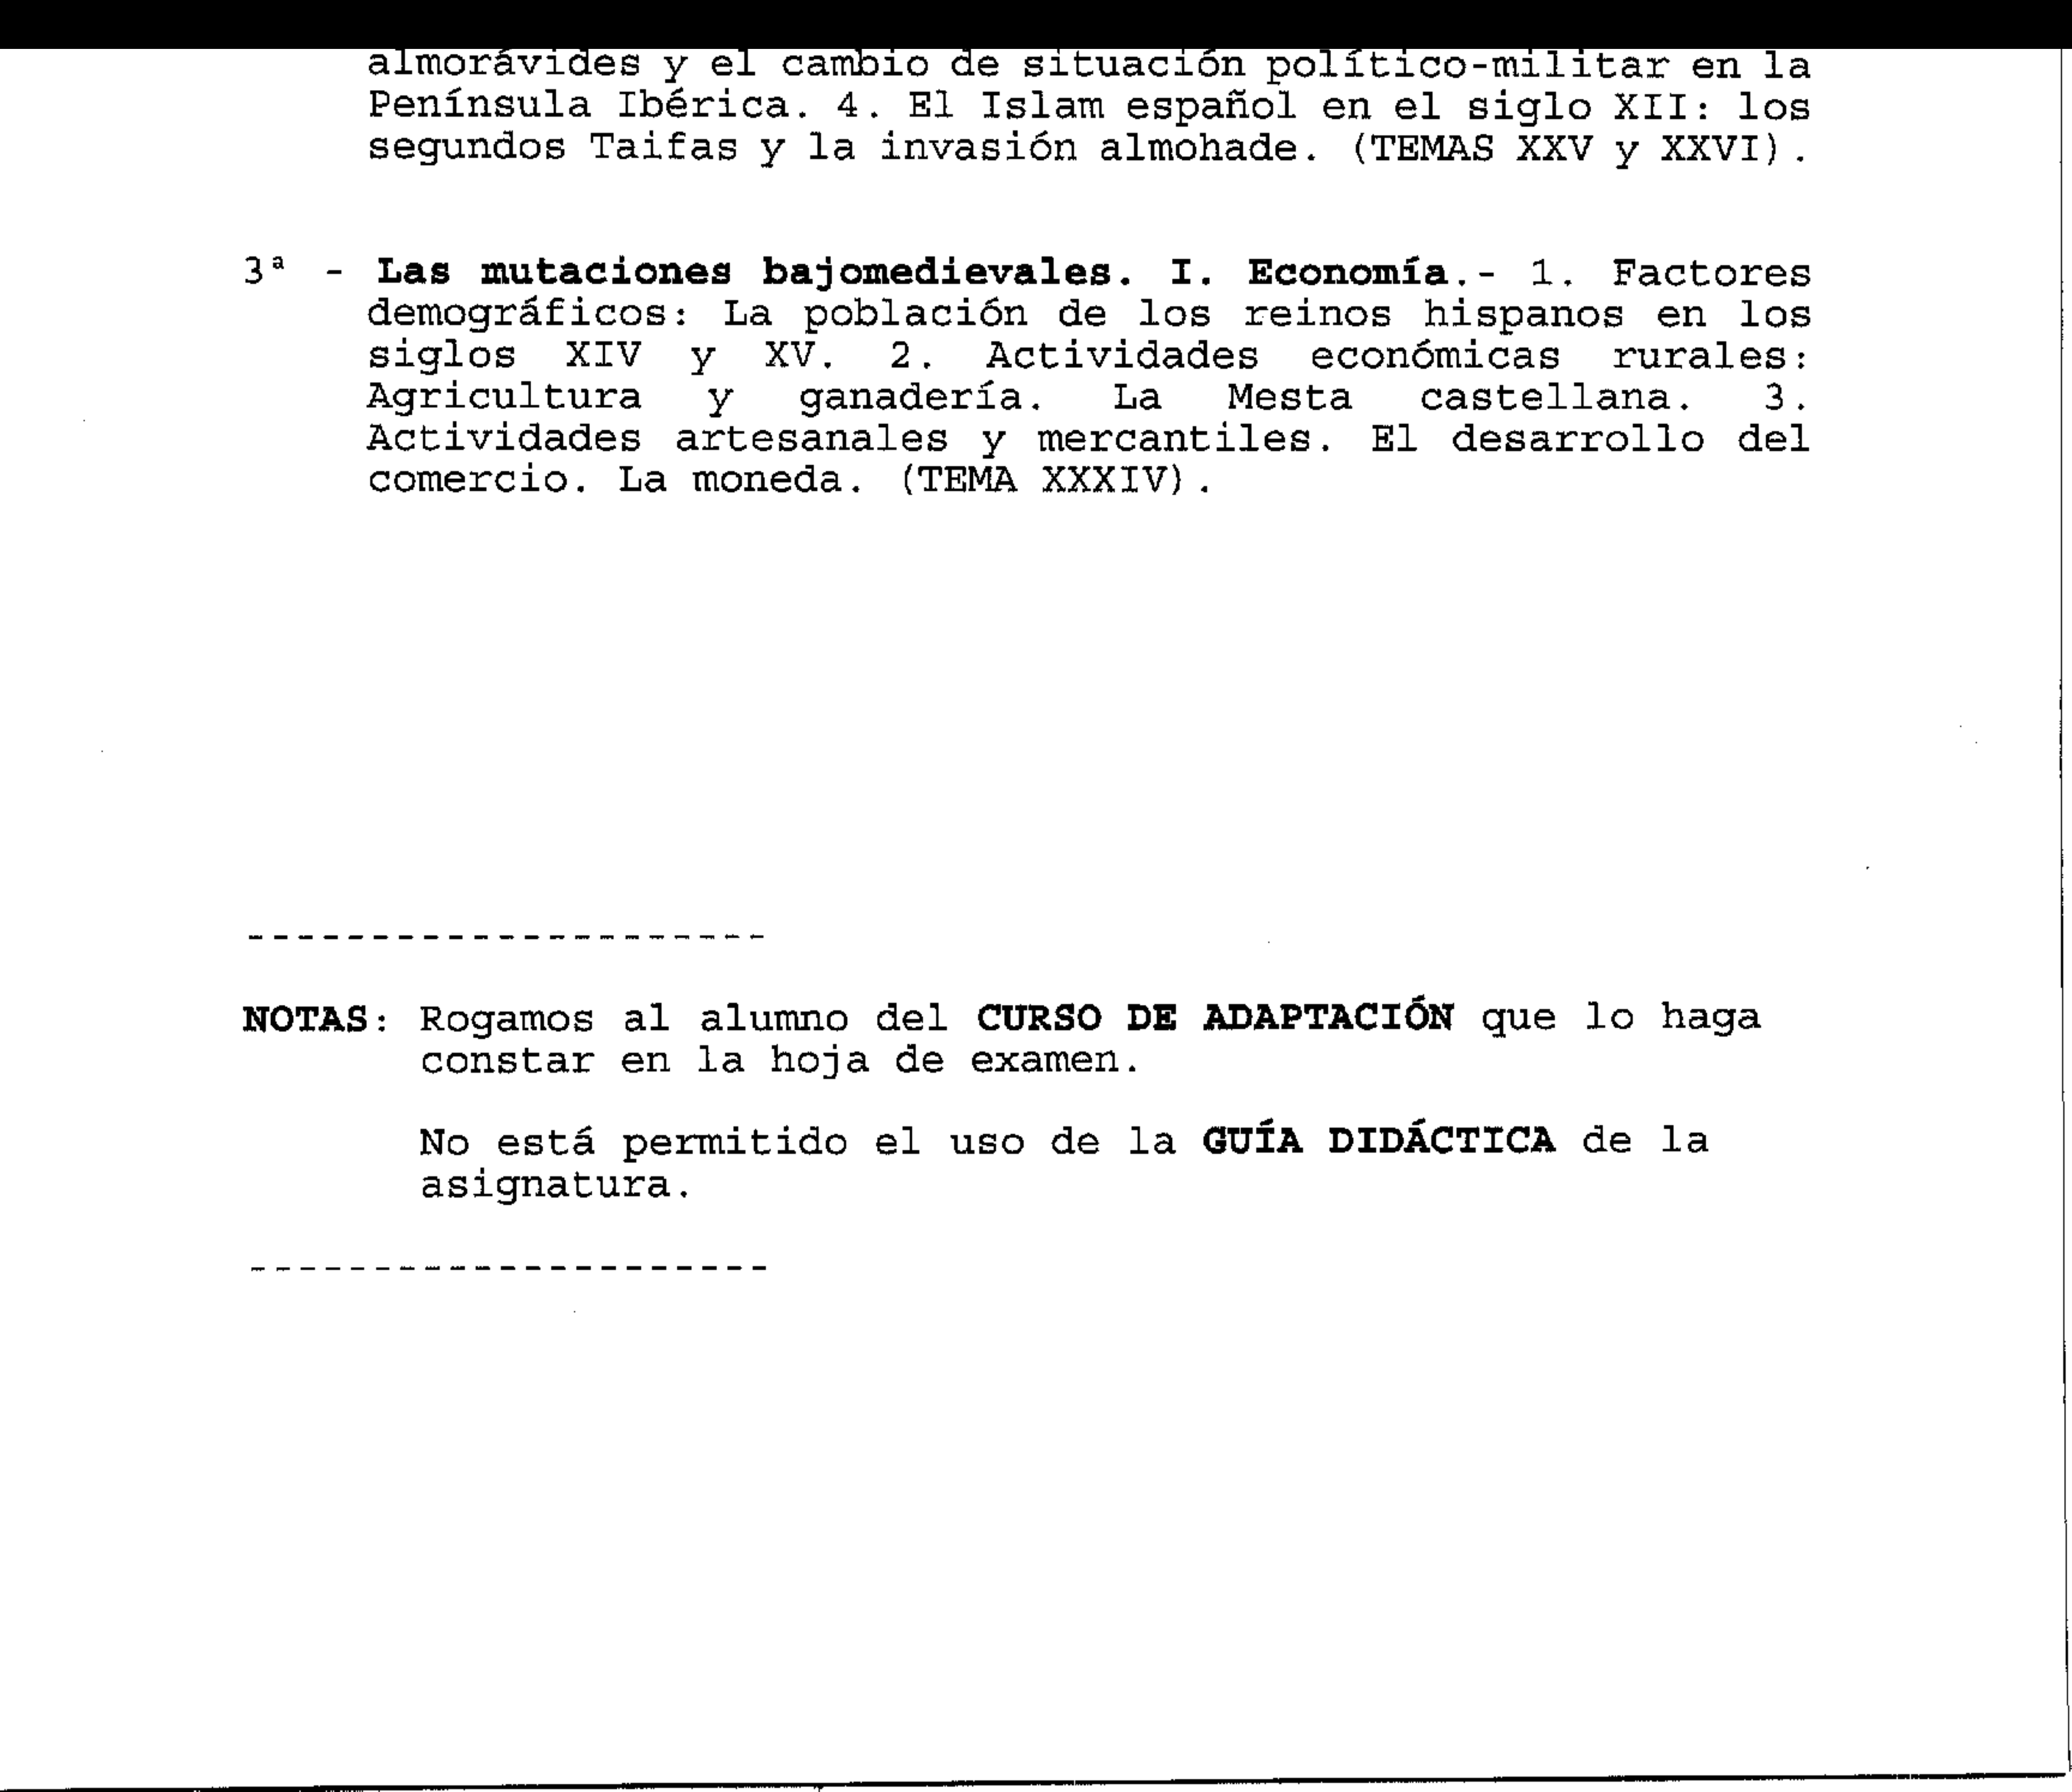 almorávides y el cambio de situación político-militar en la
Península Ibérica. 4. El Islam español en el siglo XII: los
segundos Taifas y la invasión almohade. (TEMAS XXV y XXVI).
3ª - Las mutaciones bajomedievales. I. Economía.- 1. Factores
demográficos: La población de los reinos hispanos en los
siglos XIV y XV. 2. Actividades económicas rurales:
Agricultura y ganadería. La Mesta castellana. 3.
Actividades artesanales y mercantiles. El desarrollo del
comercio. La moneda. (TEMA XXXIV).
---------------------
NOTAS: Rogamos al alumno del CURSO DE ADAPTACIÓN que lo haga
constar en la hoja de examen.
No está permitido el uso de la GUÍA DIDÁCTICA de la
asignatura.
---------------------